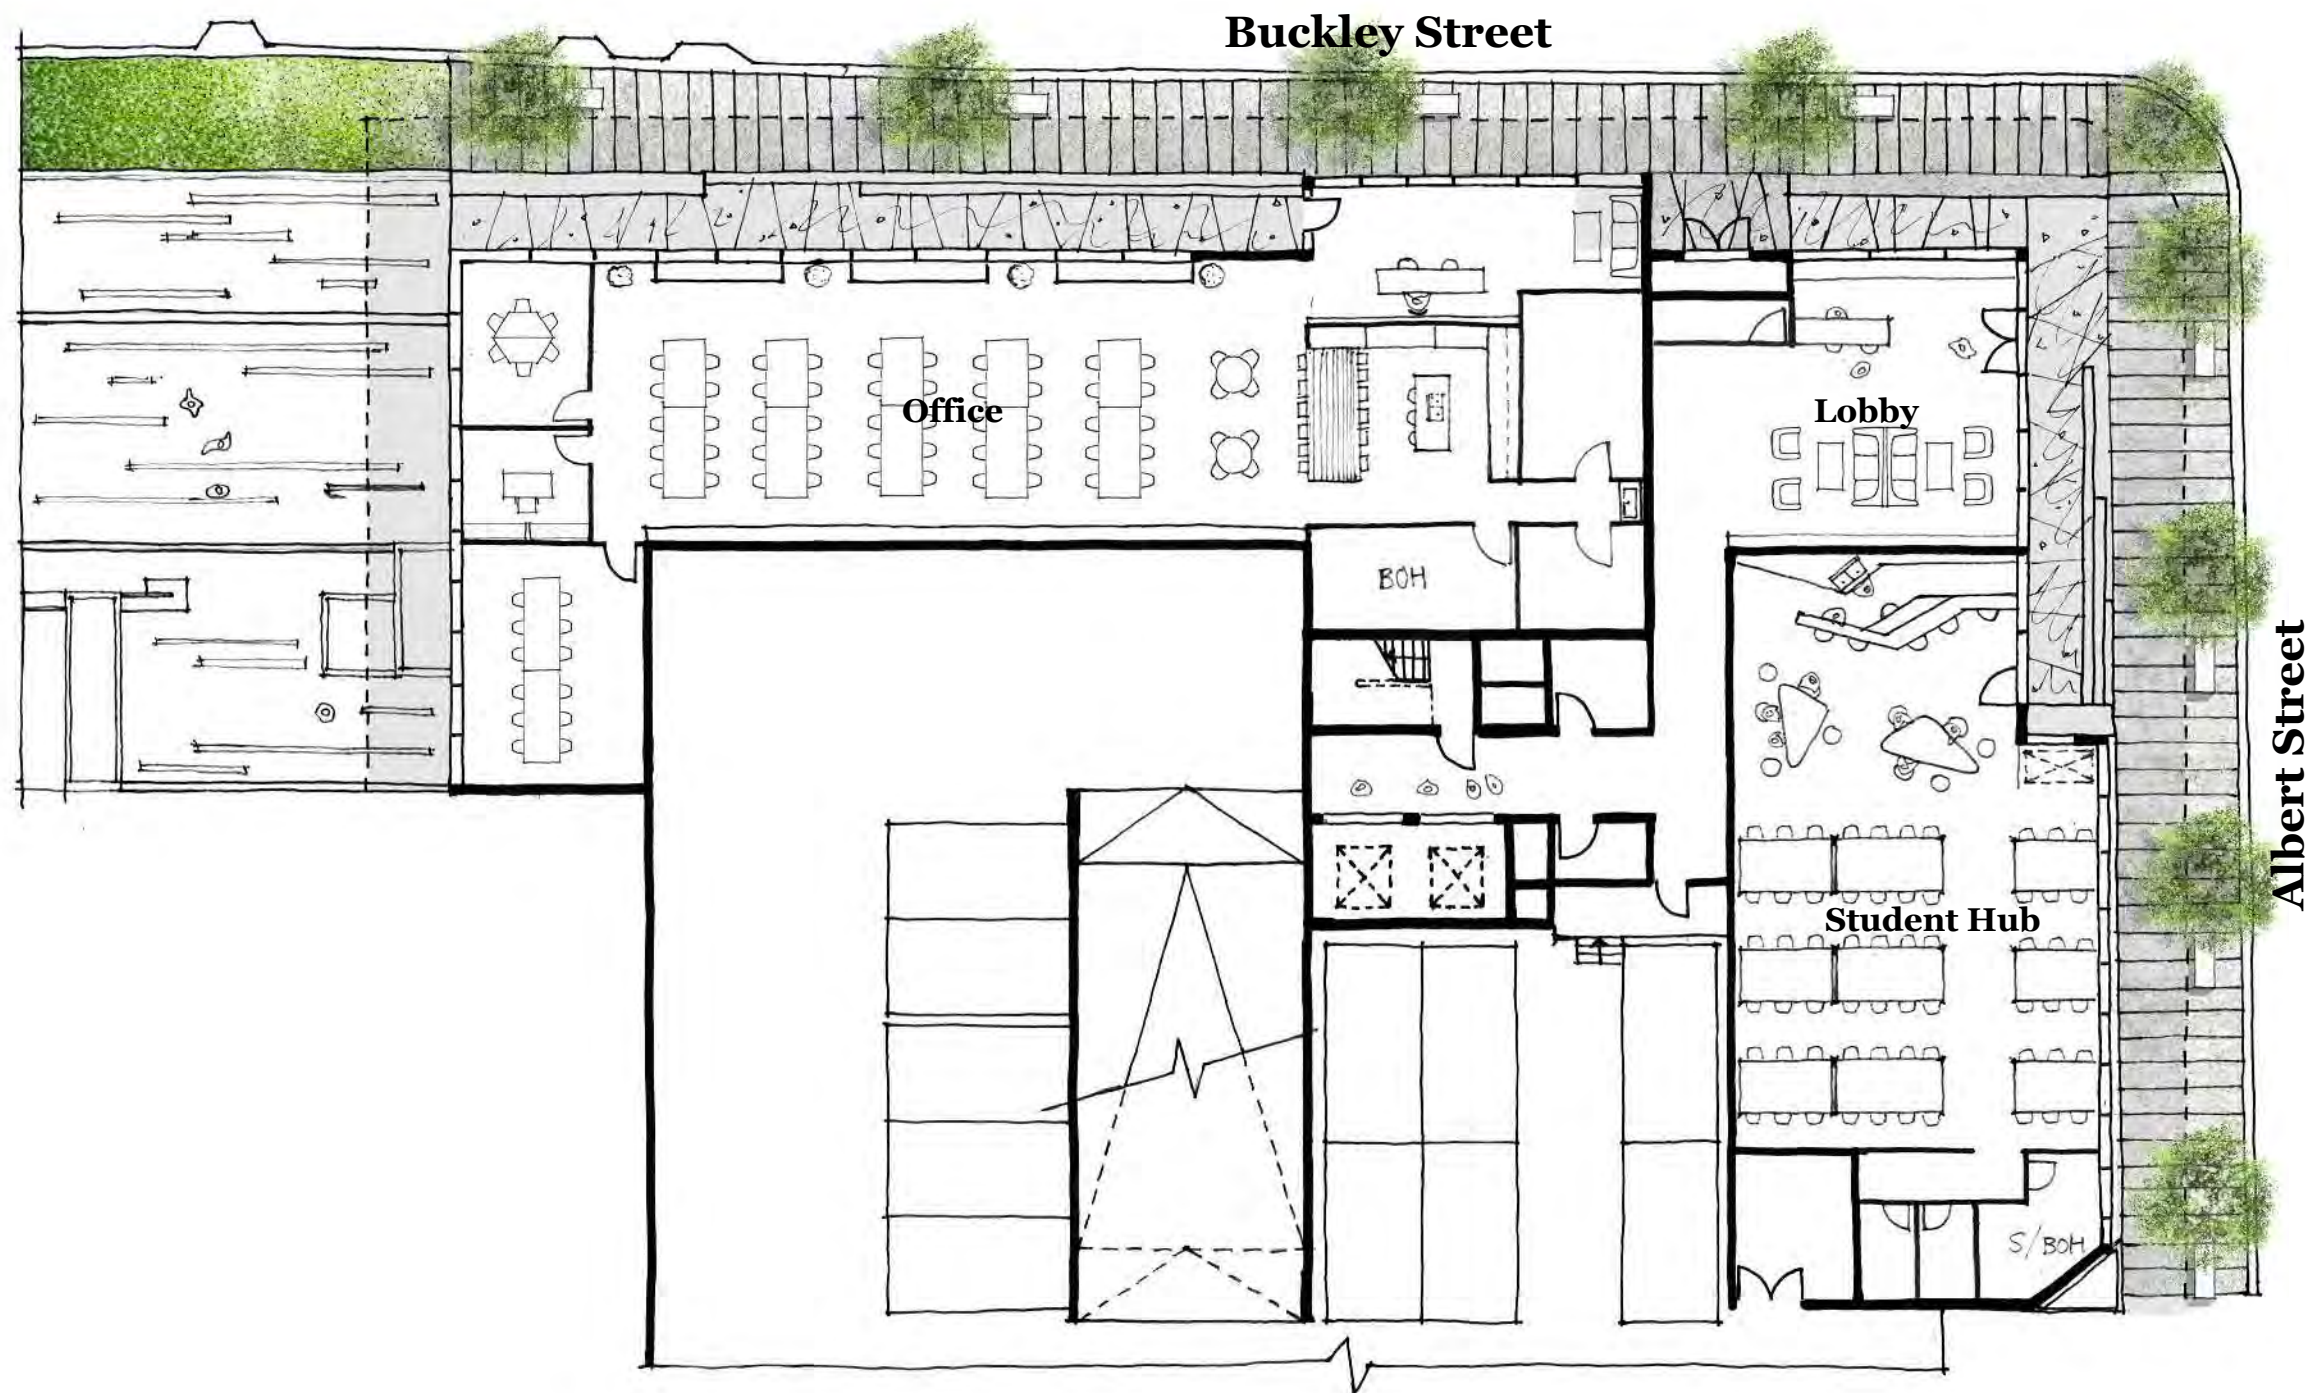 Buckley Street
Office
Lobby
BOH
Albert Street
Student Hub
S/BOH